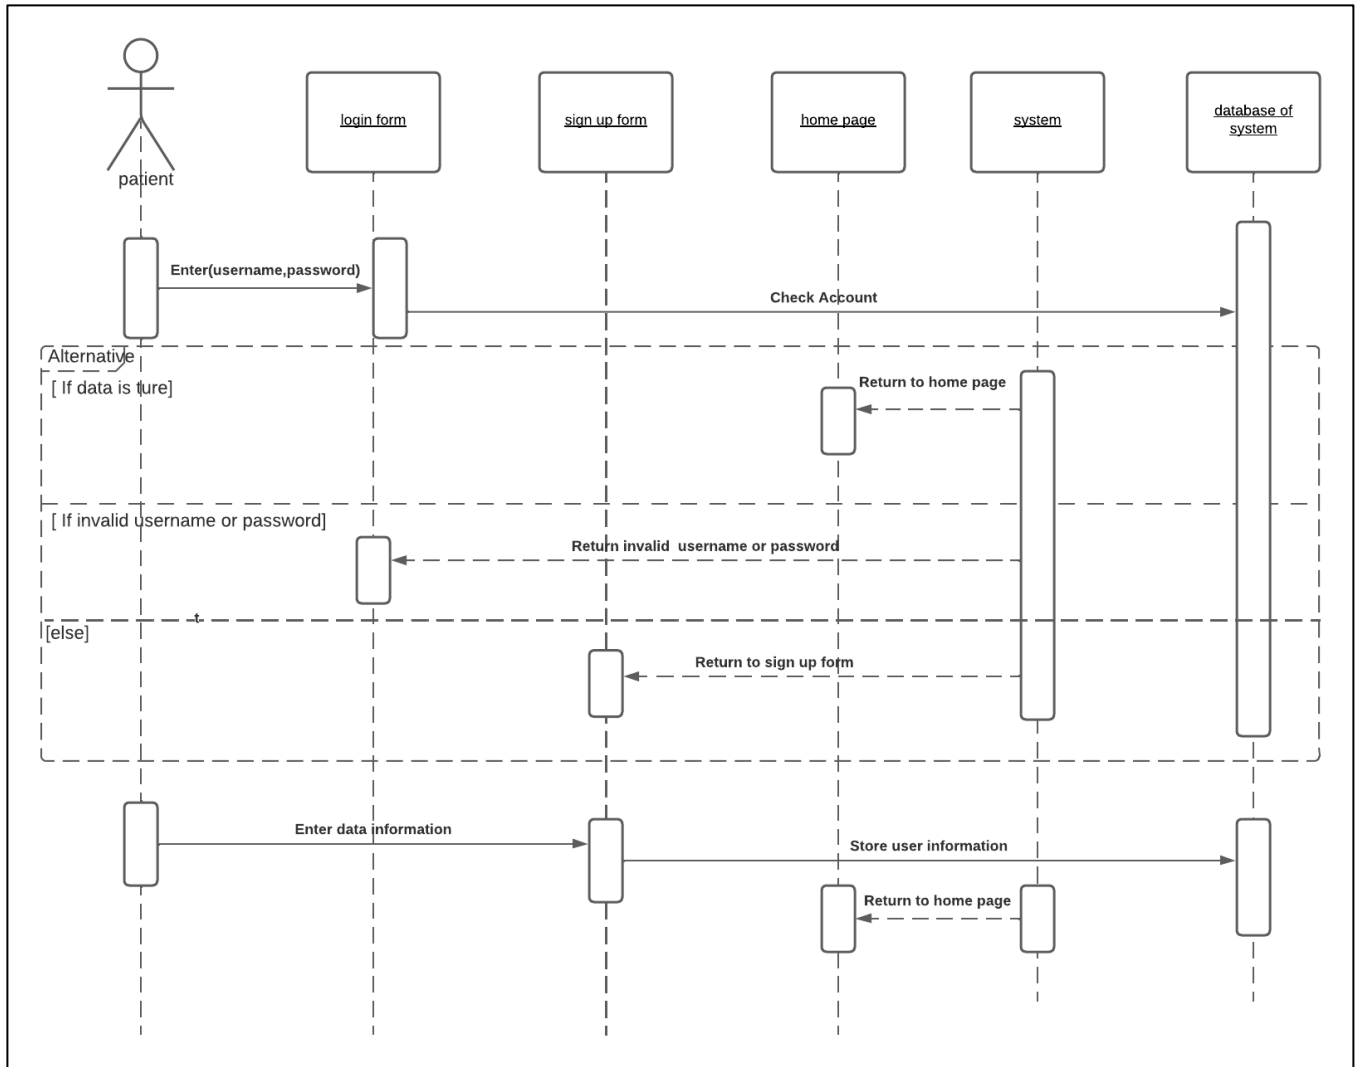 patient
login form
sign up form
home page
system
database of
system
Enter(username,password)
Check Account
Alternative
[ If data is ture]
Return to home page
[ If invalid username or password]
Return invalid  username or password
t
[else]
Return to sign up form
Enter data information
Store user information
Return to home page